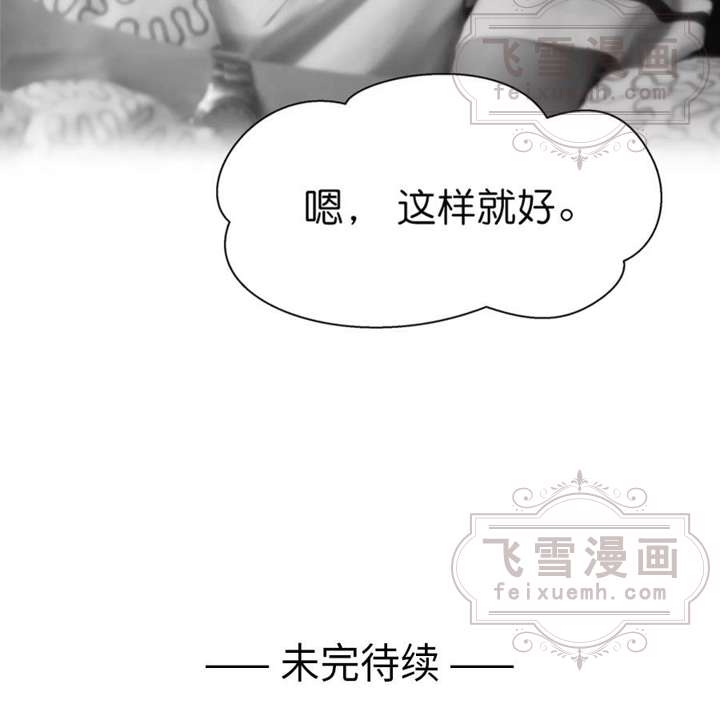 飞雪漫画
feixuemh.com
嗯， 这样就好。
飞雪漫画
feixuemh.com
—— 未完待续 ——